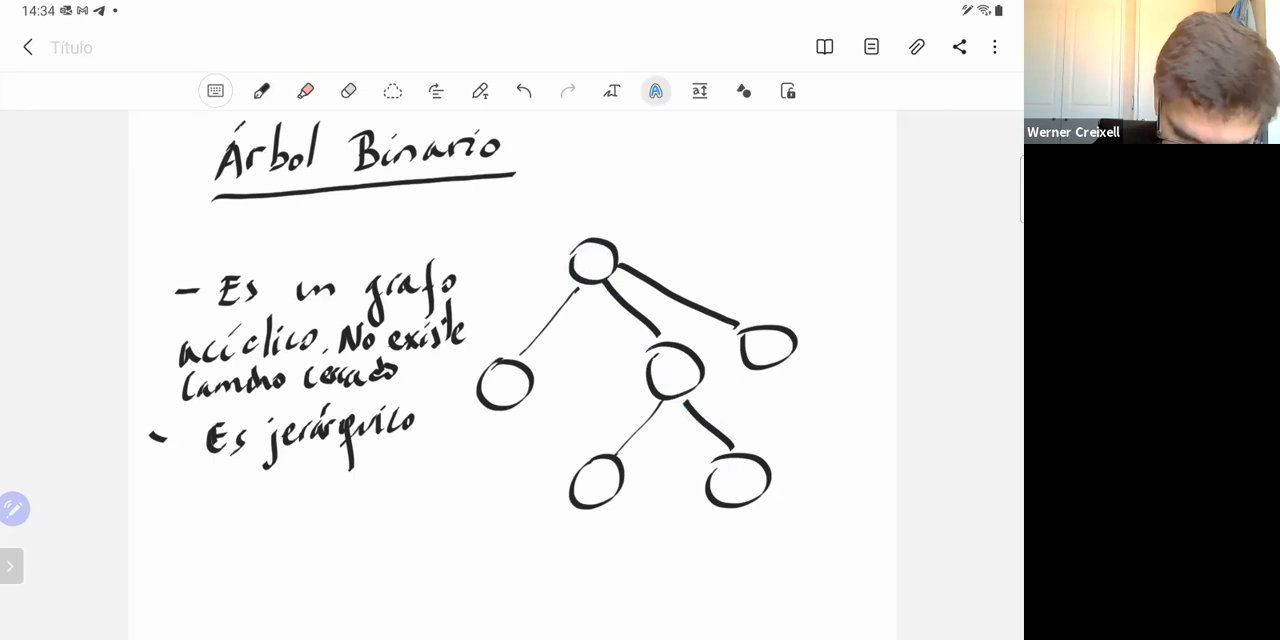 14:34
Título
Árbol Binario
- Es un grafo
acíclico. No existe
Camino cerrado
- Es jerárquico
Werner Creixell